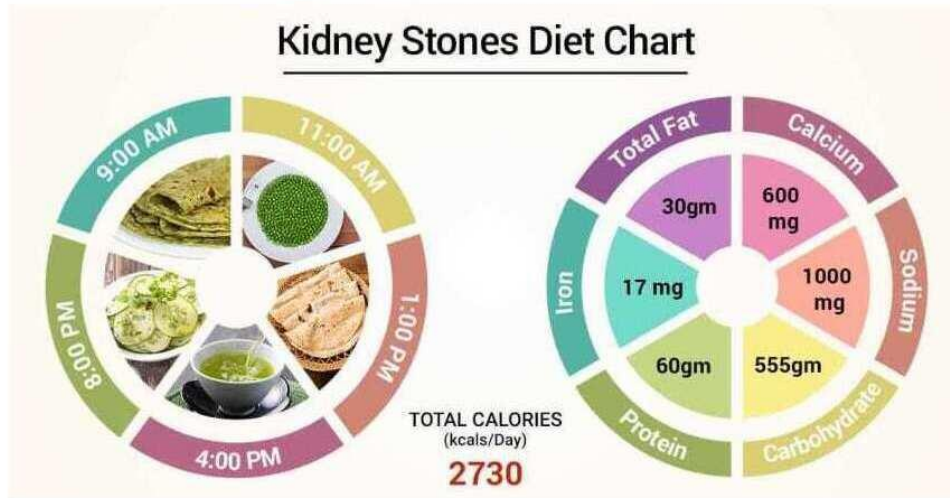 Kidney Stones Diet Chart
9:00 AM
11:00 AM
1:00 PM
4:00 PM
8:00 PM
TOTAL CALORIES
(kcals/Day)
2730
Total Fat
30gm
Calcium
600
mg
Sodium
1000
mg
Carbohydrate
555gm
Protein
60gm
Iron
17 mg